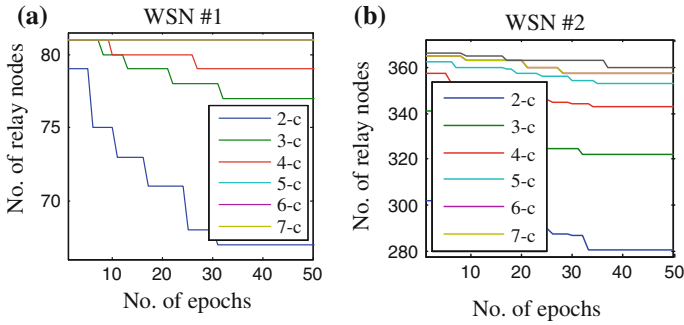 (a)
WSN #1
No. of relay nodes
80
75
70
10
20
30
40
50
No. of epochs
2-c
3-c
4-c
5-c
6-c
7-c
(b)
WSN #2
No. of relay nodes
360
340
320
300
280
10
20
30
40
50
No. of epochs
2-c
3-c
4-c
5-c
6-c
7-c